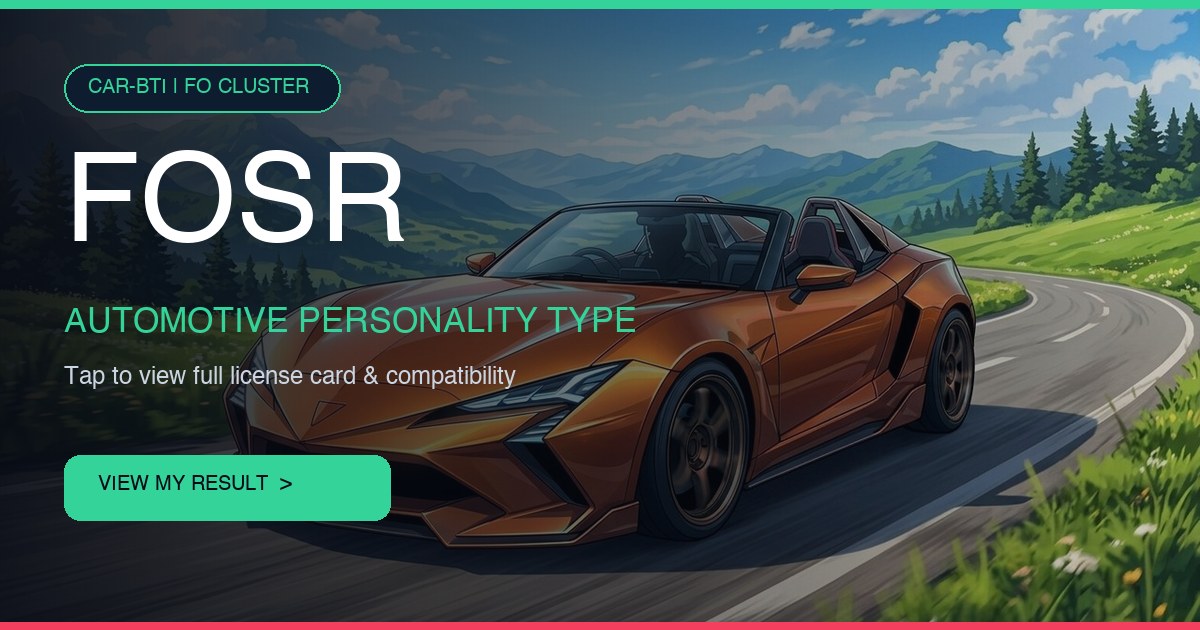 CAR-BTI | FO CLUSTER
FOSR
AUTOMOTIVE PERSONALITY TYPE
Tap to view full license card & compatibility
VIEW MY RESULT >